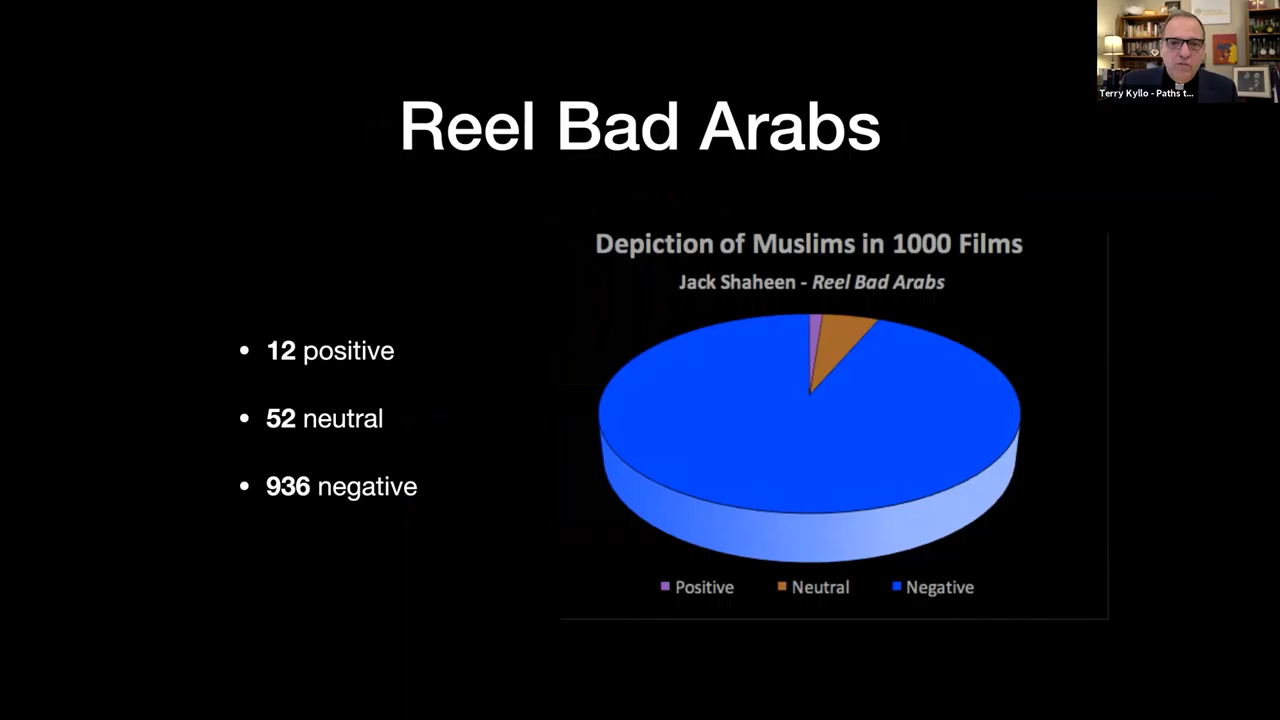 Terry Kyllo - Paths t...
Reel Bad Arabs
Depiction of Muslims in 1000 Films
Jack Shaheen - Reel Bad Arabs
• 12 positive
• 52 neutral
• 936 negative
Positive Neutral Negative